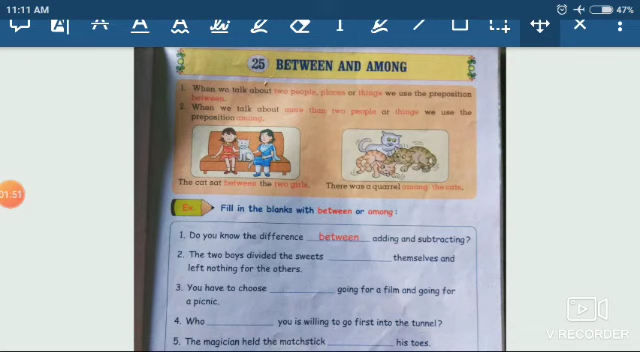 11:11 AM
47%
25 BETWEEN AND AMONG
1. When we talk about two people, places or things we use the preposition
between.
2. When we talk about more than two people or things we use the
preposition among.
The cat sat between the two girls.
There was a quarrel among the cats.
Ex. Fill in the blanks with between or among :
1. Do you know the difference between adding and subtracting?
2. The two boys divided the sweets ________ themselves and
left nothing for the others.
3. You have to choose ________ going for a film and going for
a picnic.
4. Who ________ you is willing to go first into the tunnel?
5. The magician held the matchstick ________ his toes.
01:51
V RECORDER